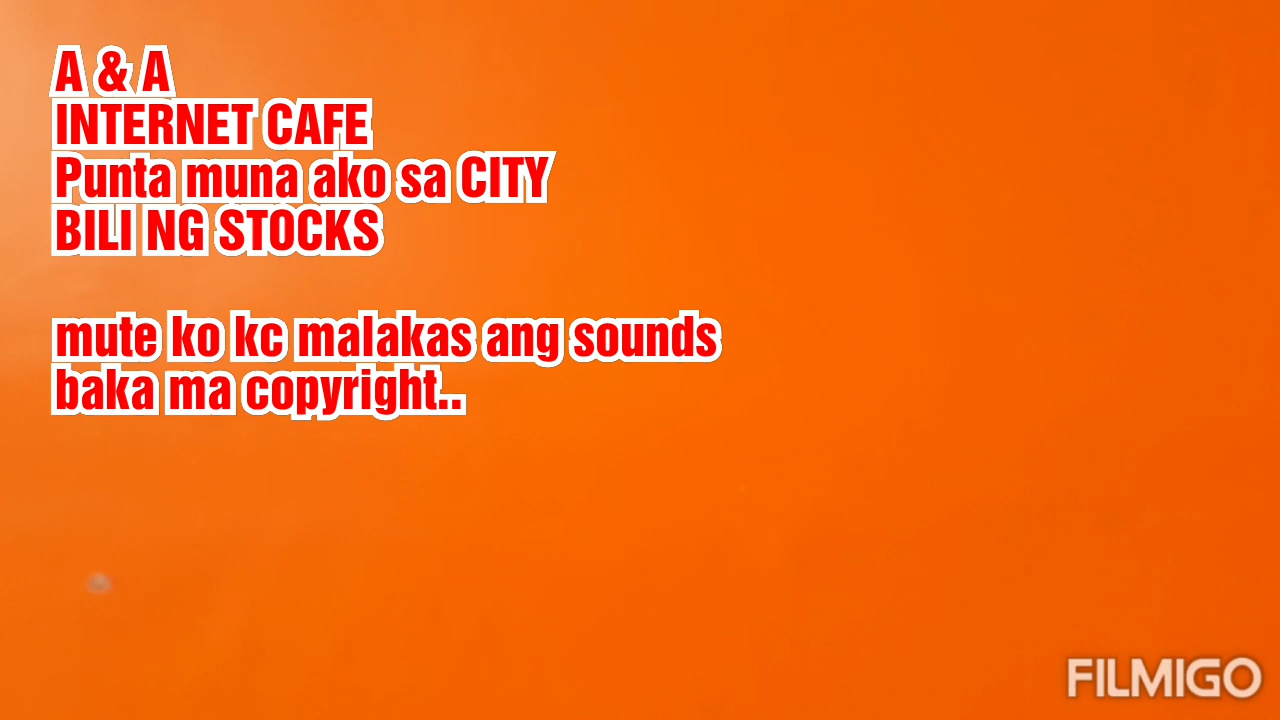 A & A
INTERNET CAFE
Punta muna ako sa CITY
BILI NG STOCKS
mute ko kc malakas ang sounds
baka ma copyright..
FILMIGO